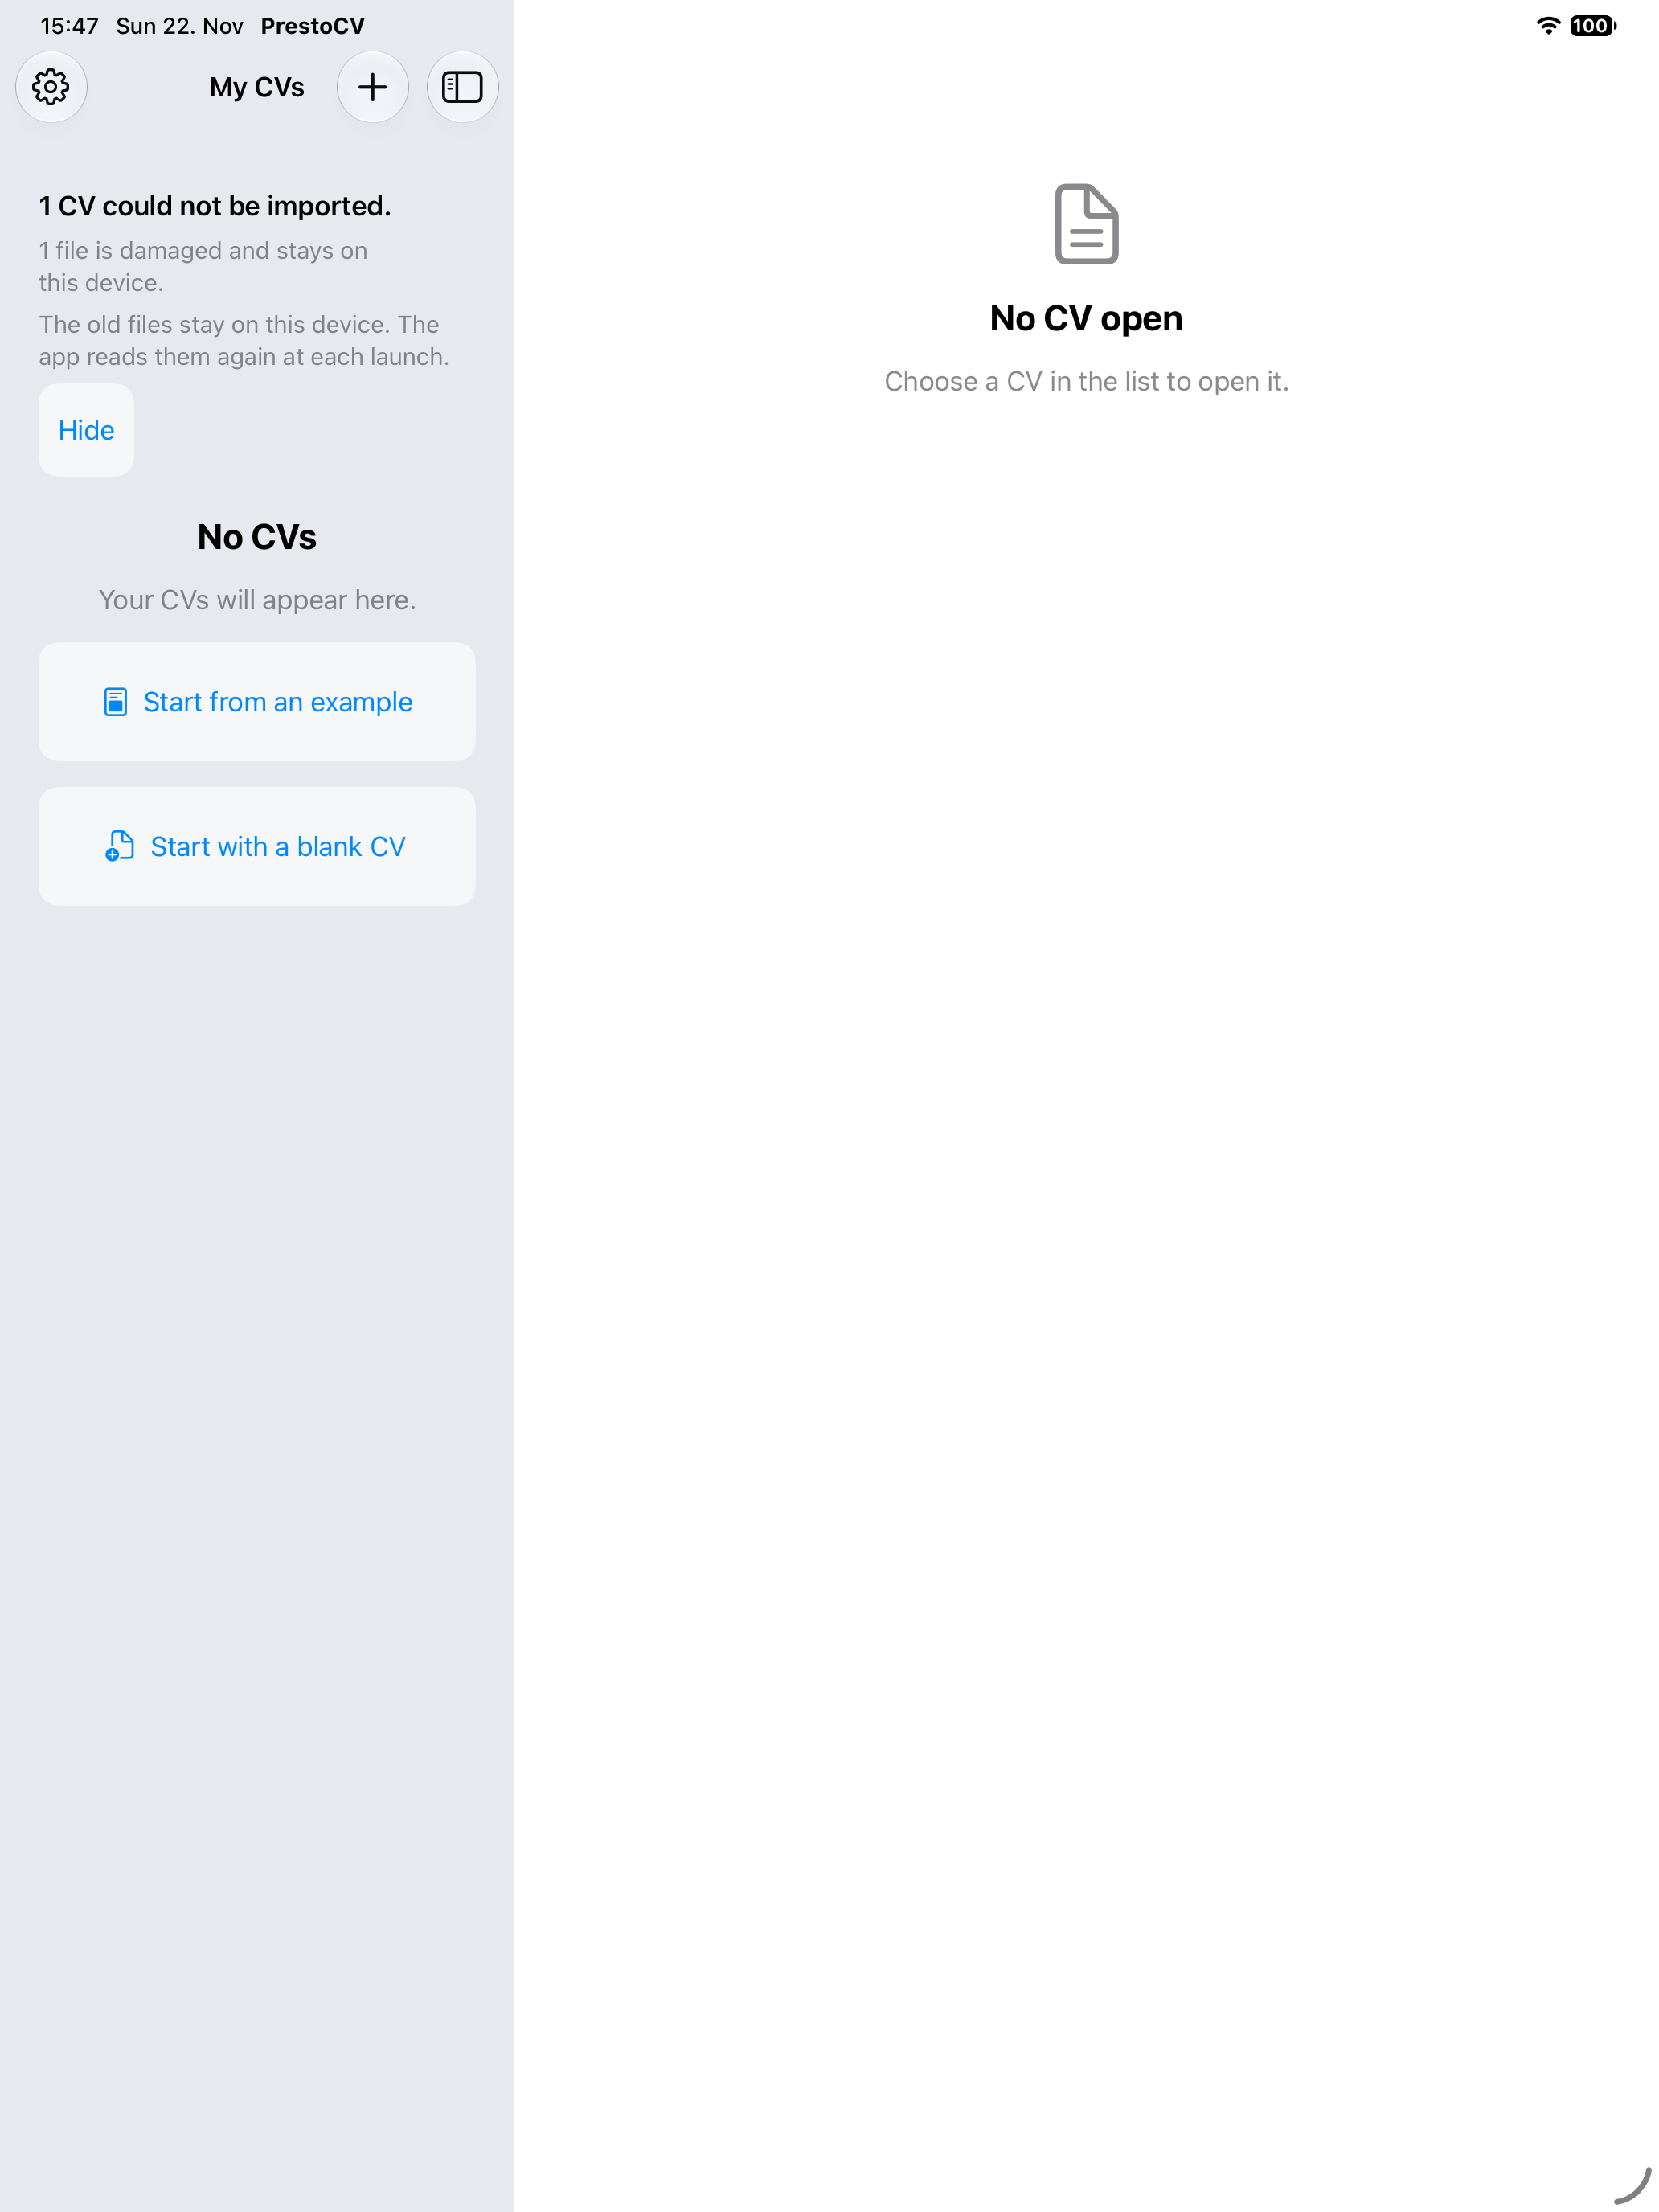 15:47 Sun 22. Nov PrestoCV
100
My CVs
1 CV could not be imported.
1 file is damaged and stays on
this device.
The old files stay on this device. The
app reads them again at each launch.
Hide
No CVs
Your CVs will appear here.
Start from an example
Start with a blank CV
No CV open
Choose a CV in the list to open it.